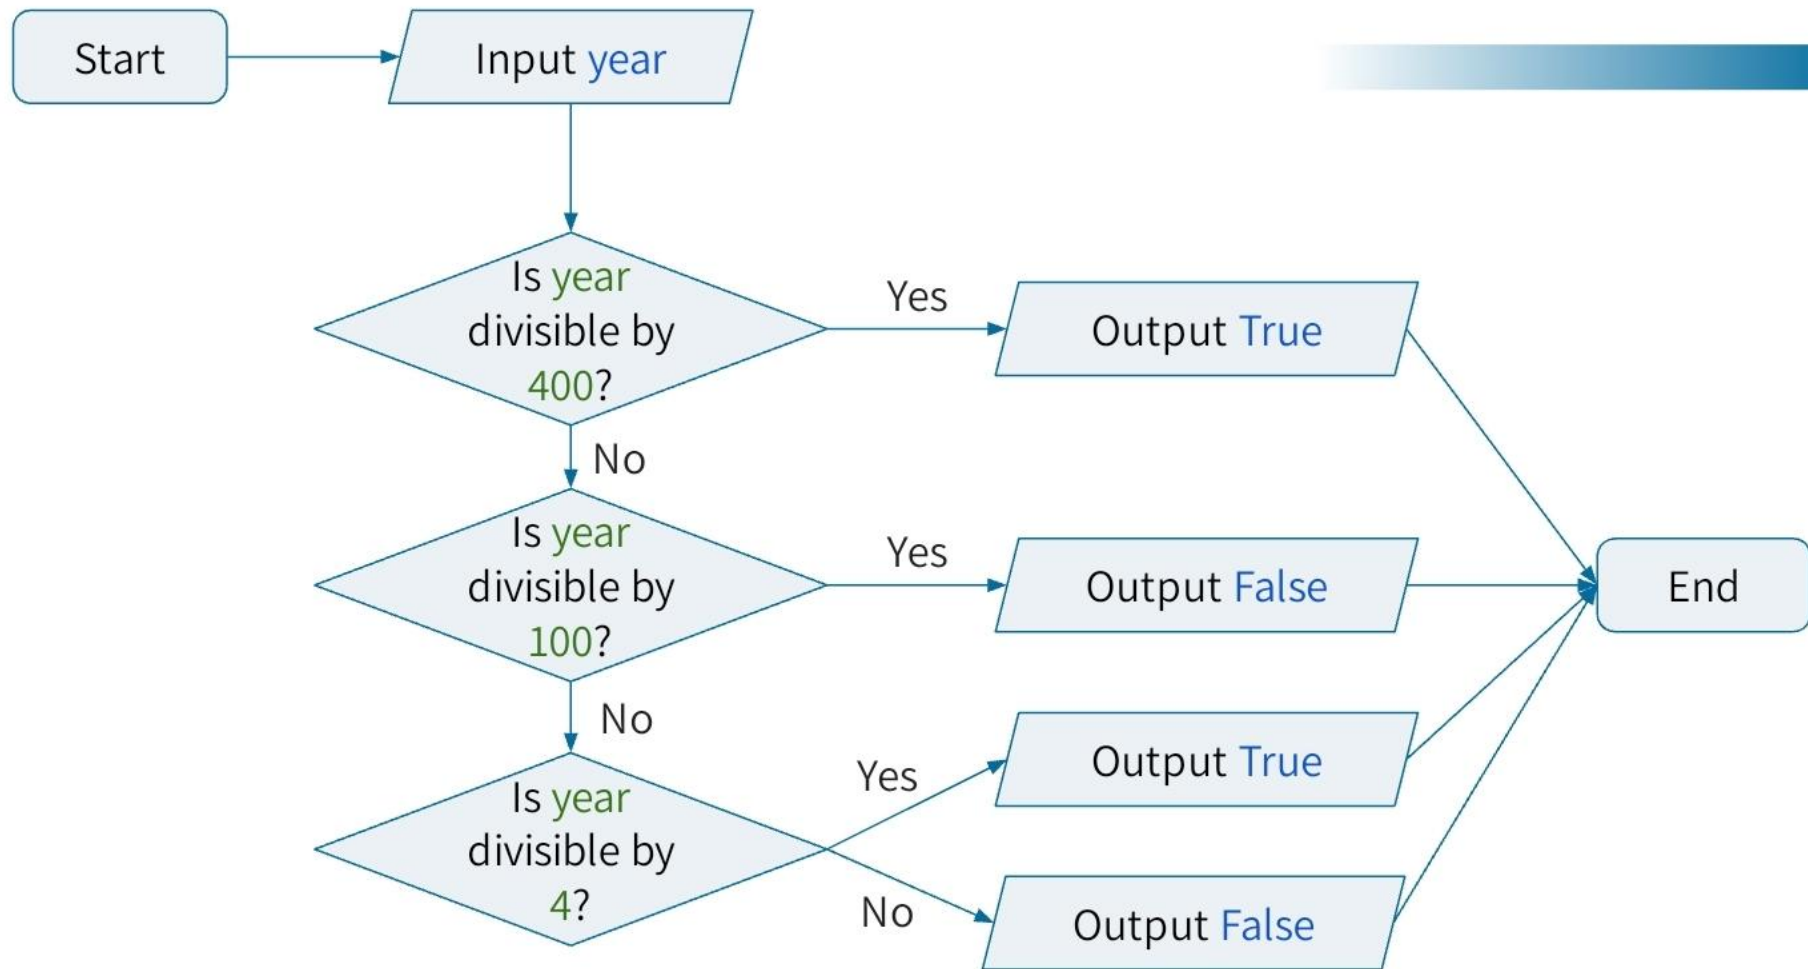 Start
Input year
Is year
divisible by
400?
Yes
Output True
No
Is year
divisible by
100?
Yes
Output False
End
No
Is year
divisible by
4?
Yes
Output True
No
Output False